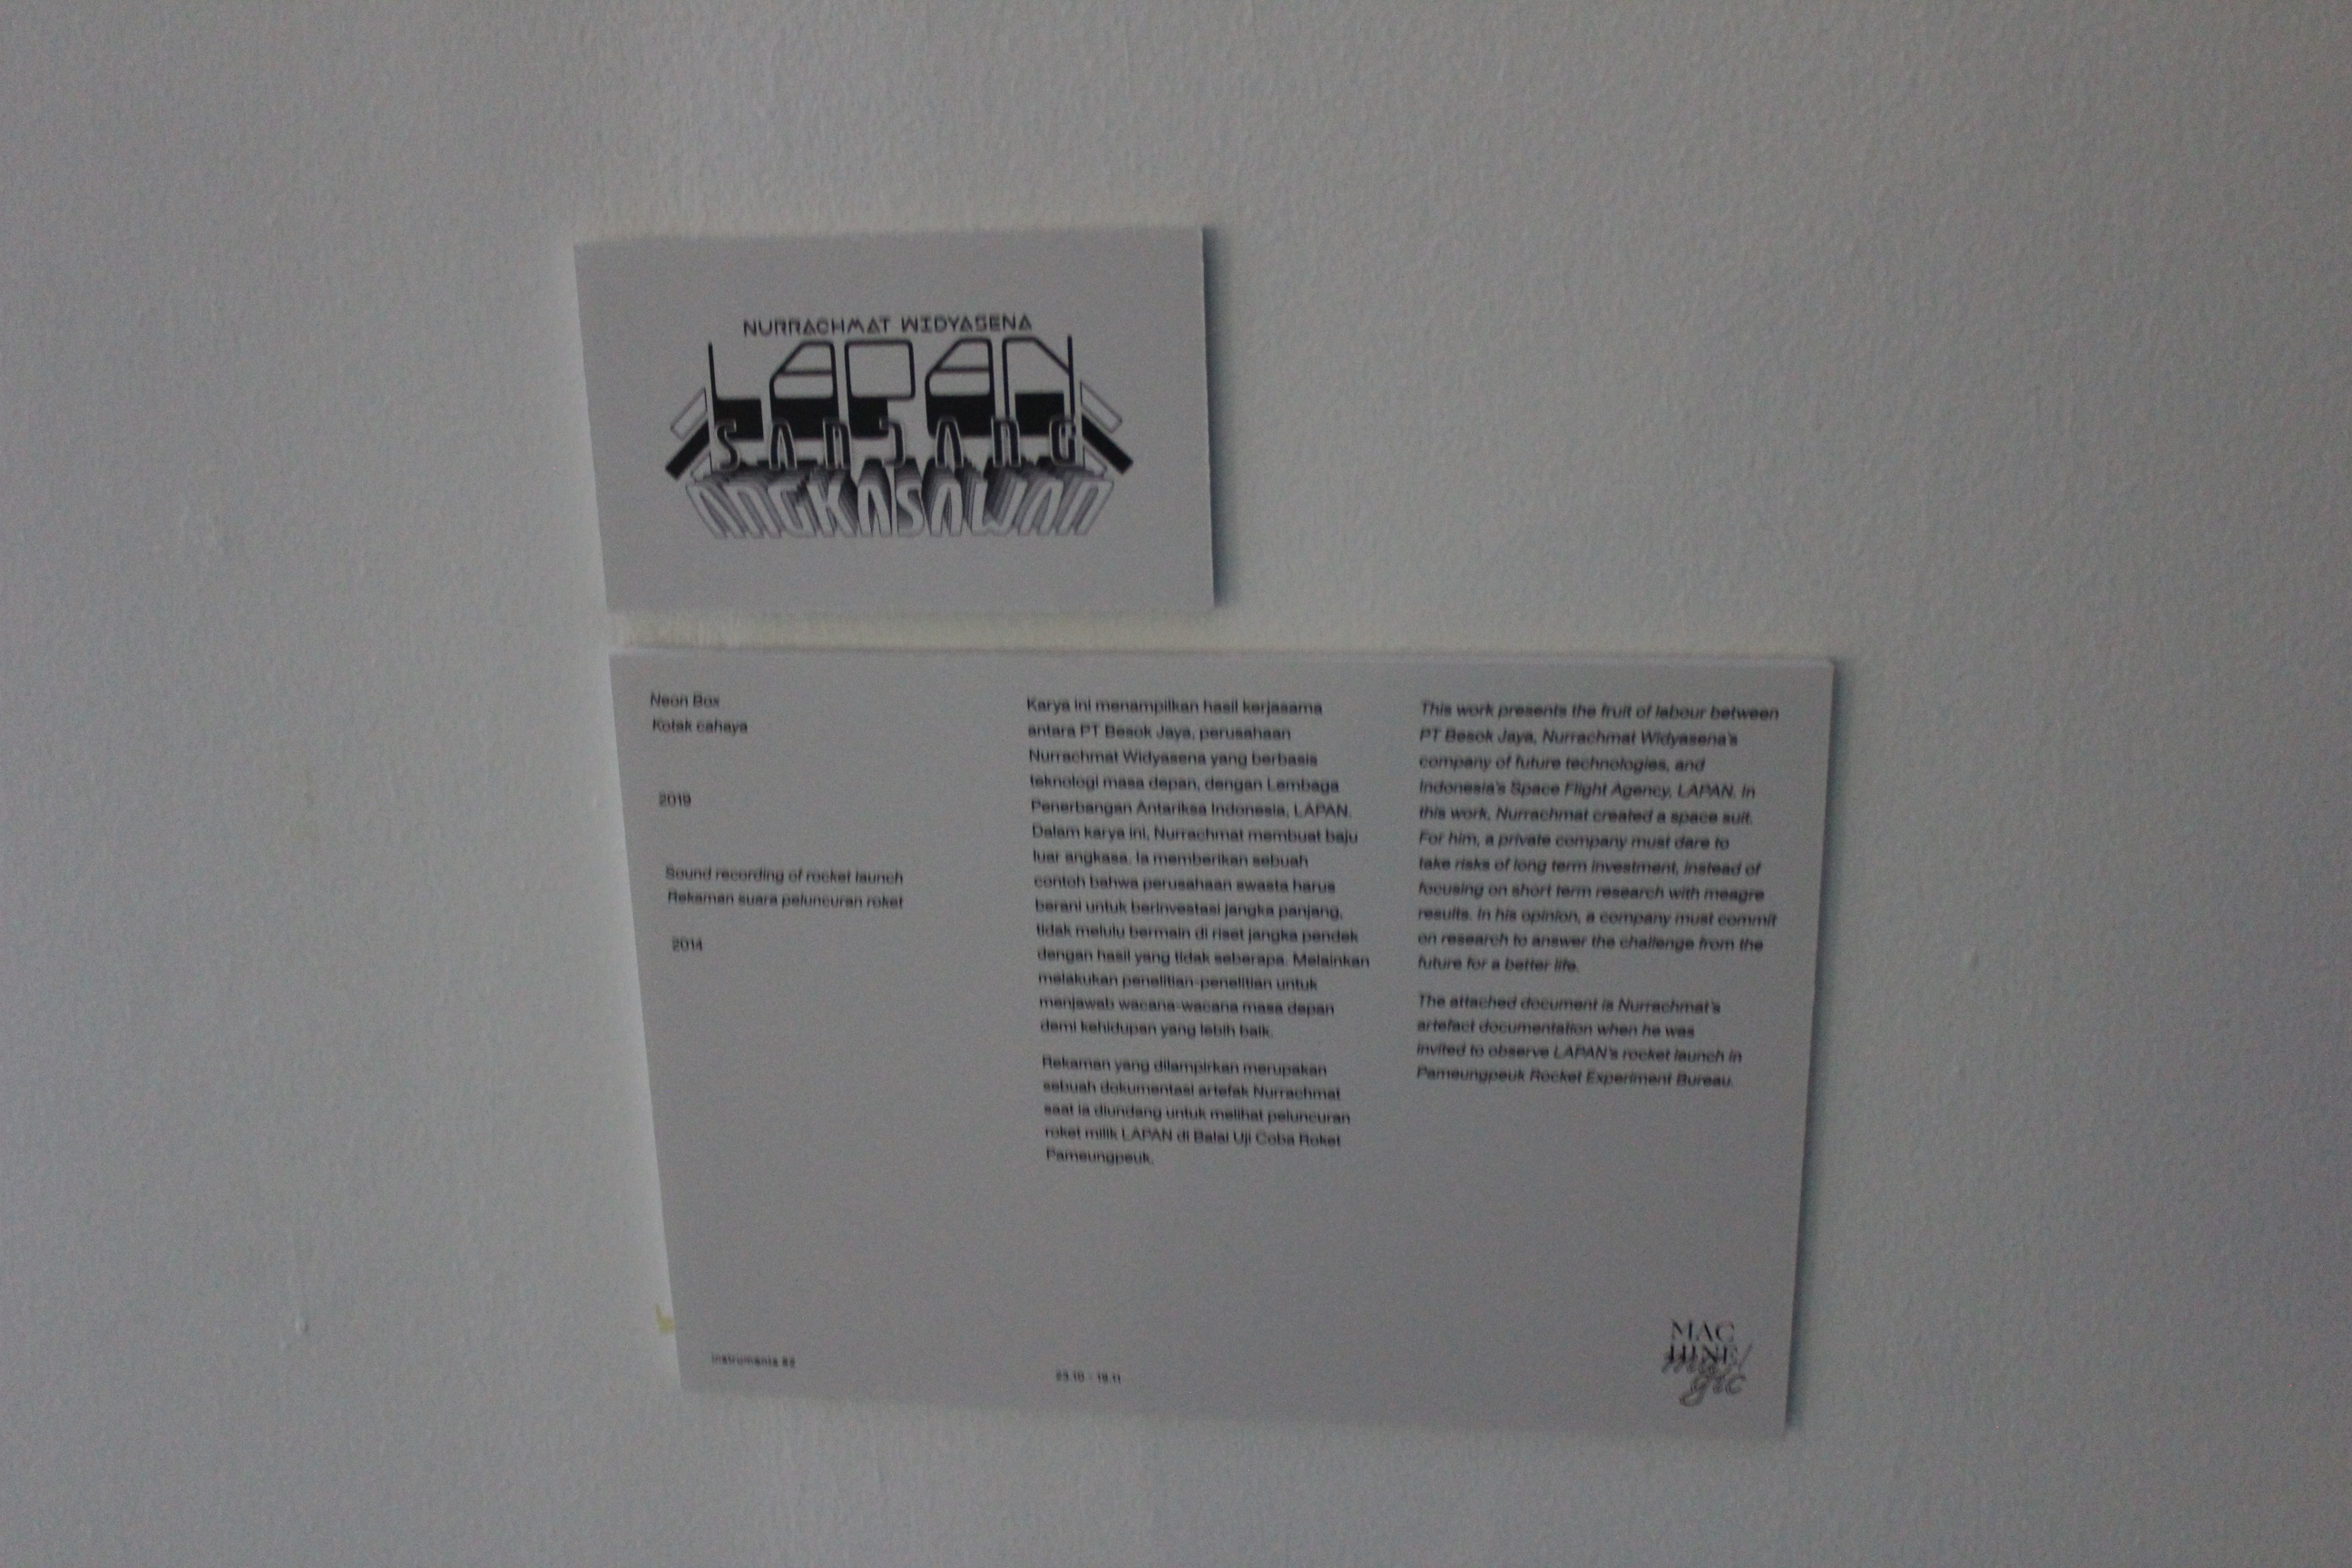 NURRACHMAT WIDYASENA
LAPAN
SANJANG
ANGKASAWAN
Neon Box
Kotak cahaya
2019
Sound recording of rocket launch
Rekaman suara peluncuran roket
2014
Karya ini menampilkan hasil kerjasama
antara PT Besok Jaya, perusahaan
Nurrachmat Widyasena yang berbasis
teknologi masa depan, dengan Lembaga
Penerbangan Antariksa Indonesia, LAPAN.
Dalam karya ini, Nurrachmat membuat baju
luar angkasa. Ia memberikan sebuah
contoh bahwa perusahaan swasta harus
berani untuk berinvestasi jangka panjang,
tidak melulu bermain di riset jangka pendek
dengan hasil yang tidak seberapa. Melainkan
melakukan penelitian-penelitian untuk
menjawab wacana-wacana masa depan
demi kehidupan yang lebih baik.
Rekaman yang dilampirkan merupakan
sebuah dokumentasi artefak Nurrachmat
saat ia diundang untuk melihat peluncuran
roket milik LAPAN di Balai Uji Coba Roket
Pameungpeuk.
This work presents the fruit of labour between
PT Besok Jaya, Nurrachmat Widyasena's
company of future technologies, and
Indonesia's Space Flight Agency, LAPAN. In
this work, Nurrachmat created a space suit.
For him, a private company must dare to
take risks of long term investment, instead of
focusing on short term research with meagre
results. In his opinion, a company must commit
on research to answer the challenge from the
future for a better life.
The attached document is Nurrachmat's
artefact documentation when he was
invited to observe LAPAN's rocket launch in
Pameungpeuk Rocket Experiment Bureau.
Instrumenta
23.10 - 19.11
MAC
HINE/
ma
gic